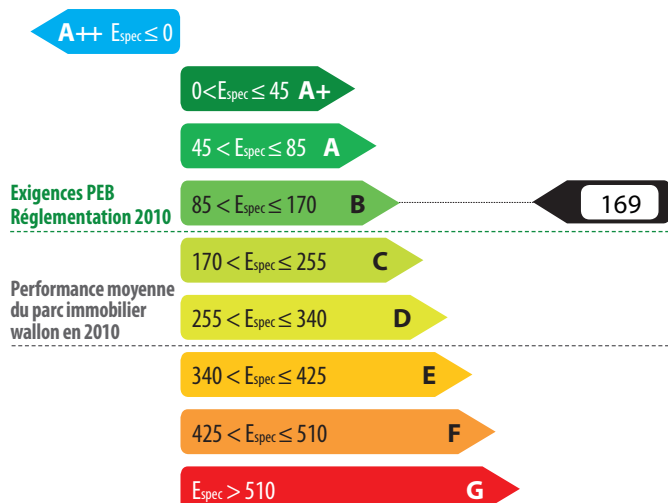 A++ Espec ≤ 0
0<Espec ≤ 45 A+
45 < Espec ≤ 85 A
Exigences PEB
Réglementation 2010
85 < Espec ≤ 170 B
169
170 < Espec ≤ 255 C
Performance moyenne
du parc immobilier
wallon en 2010
255 < Espec ≤ 340 D
340 < Espec ≤ 425 E
425 < Espec ≤ 510 F
Espec > 510 G